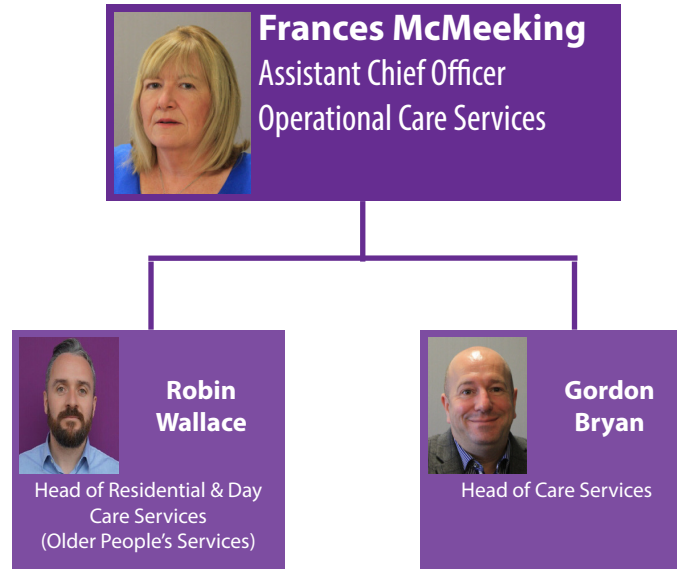 Frances McMeeking
Assistant Chief Officer
Operational Care Services
Robin
Wallace
Head of Residential & Day
Care Services
(Older People's Services)
Gordon
Bryan
Head of Care Services